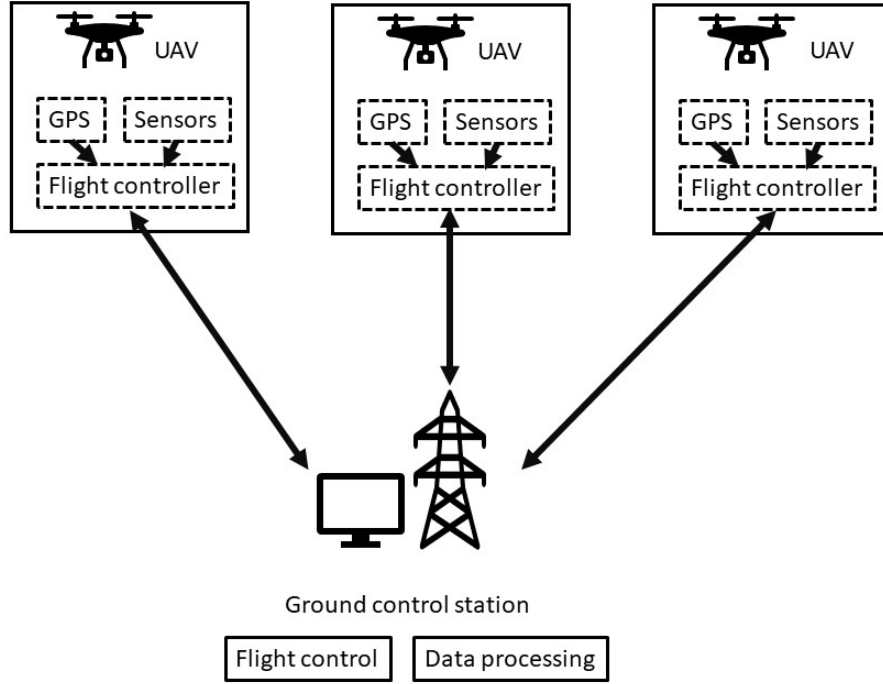 UAV
GPS
Sensors
Flight controller
UAV
GPS
Sensors
Flight controller
UAV
GPS
Sensors
Flight controller
Ground control station
Flight control
Data processing